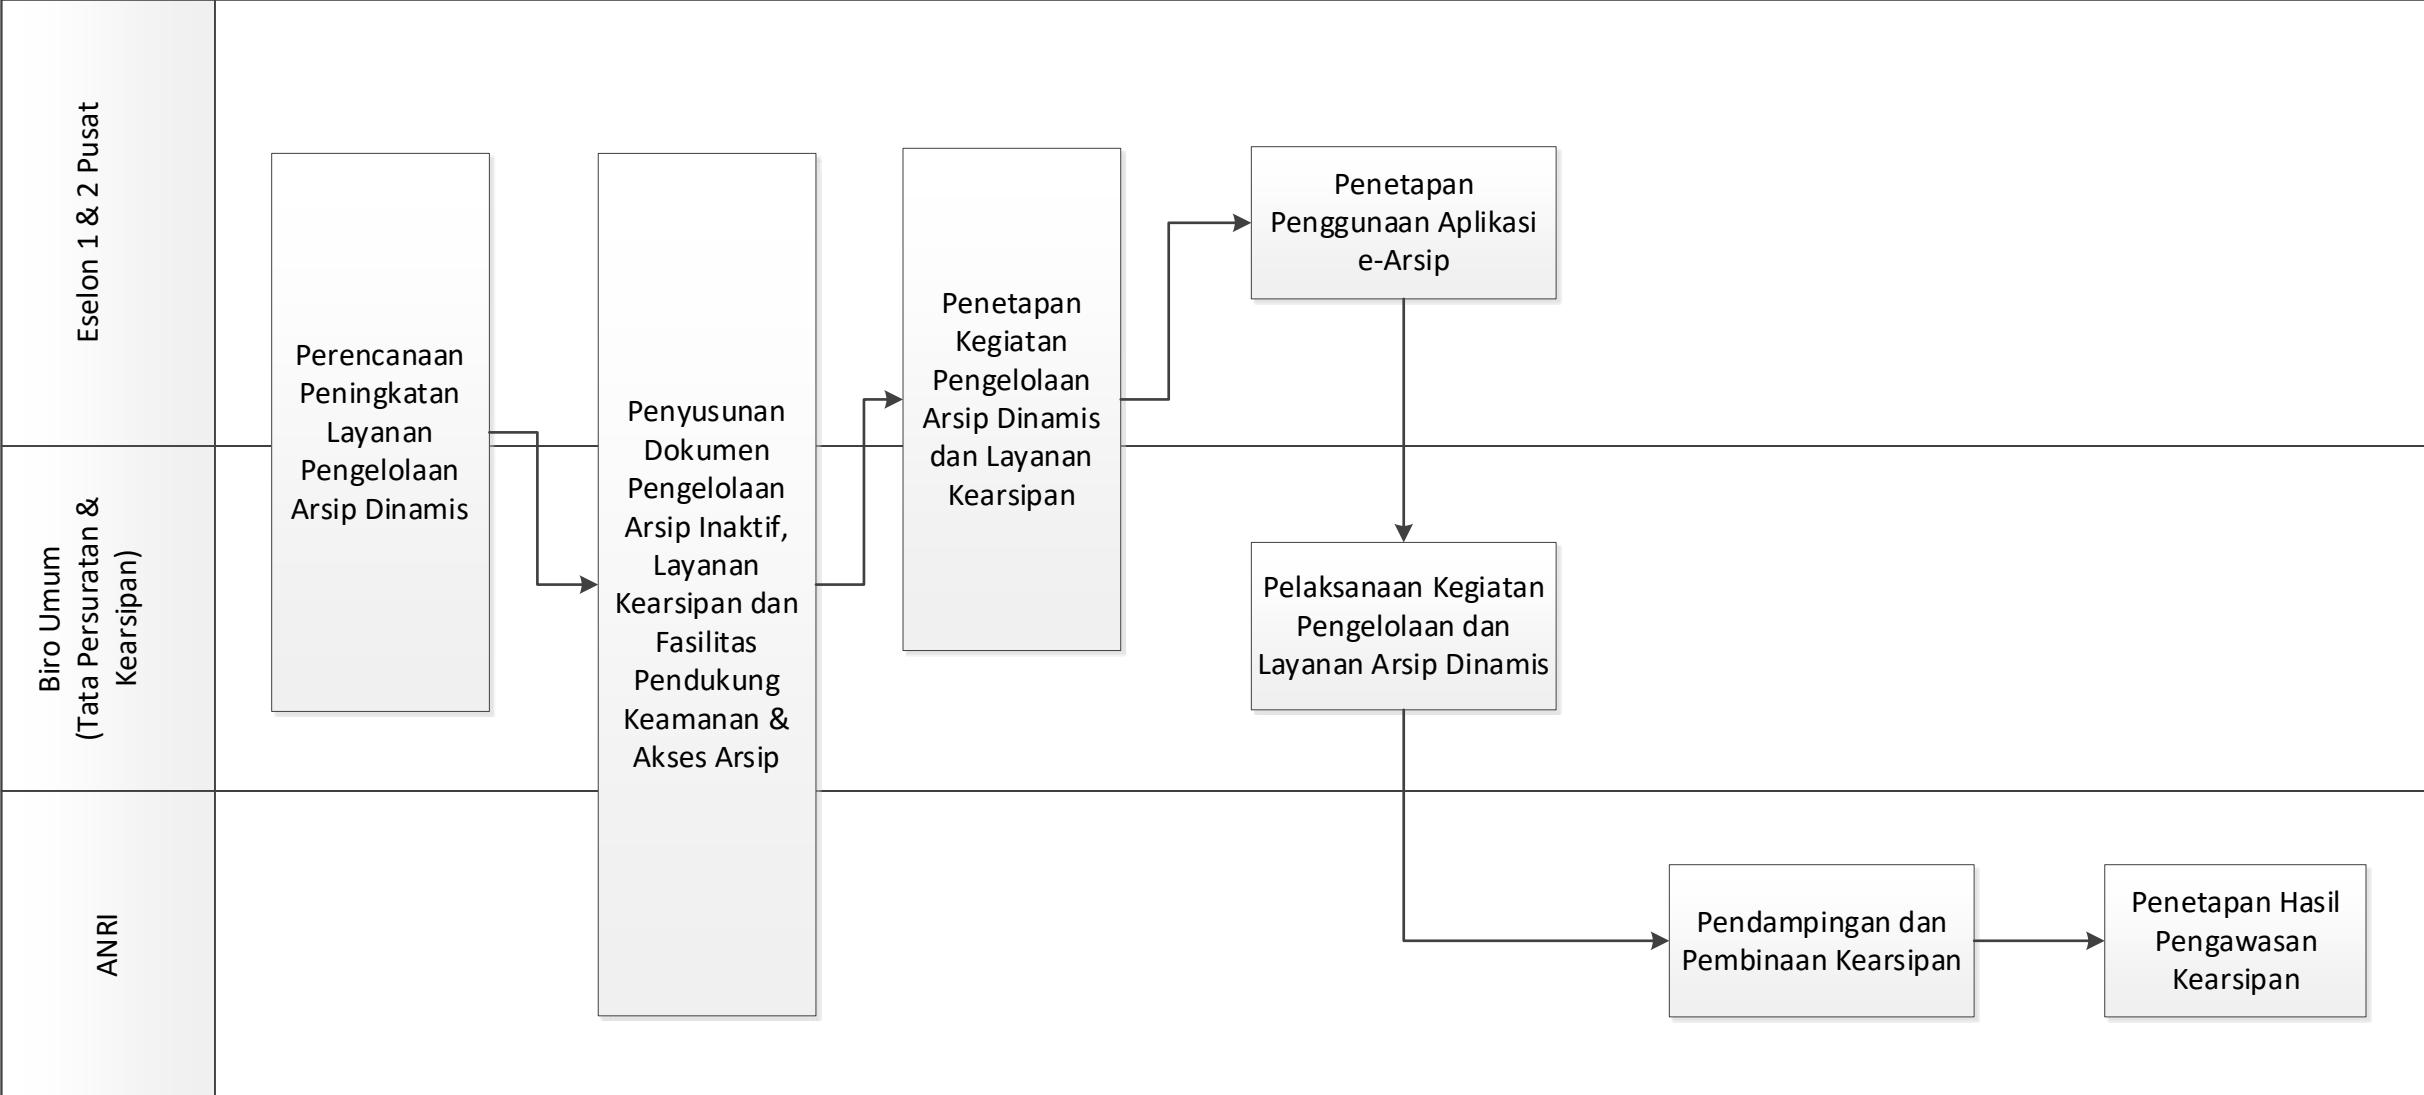 Eselon 1 & 2 Pusat
Biro Umum
(Tata Persuratan &
Kearsipan)
ANRI
Perencanaan
Peningkatan
Layanan
Pengelolaan
Arsip Dinamis
Penyusunan
Dokumen
Pengelolaan
Arsip Inaktif,
Layanan
Kearsipan dan
Fasilitas
Pendukung
Keamanan &
Akses Arsip
Penetapan
Kegiatan
Pengelolaan
Arsip Dinamis
dan Layanan
Kearsipan
Penetapan
Penggunaan Aplikasi
e-Arsip
Pelaksanaan Kegiatan
Pengelolaan dan
Layanan Arsip Dinamis
Pendampingan dan
Pembinaan Kearsipan
Penetapan Hasil
Pengawasan
Kearsipan